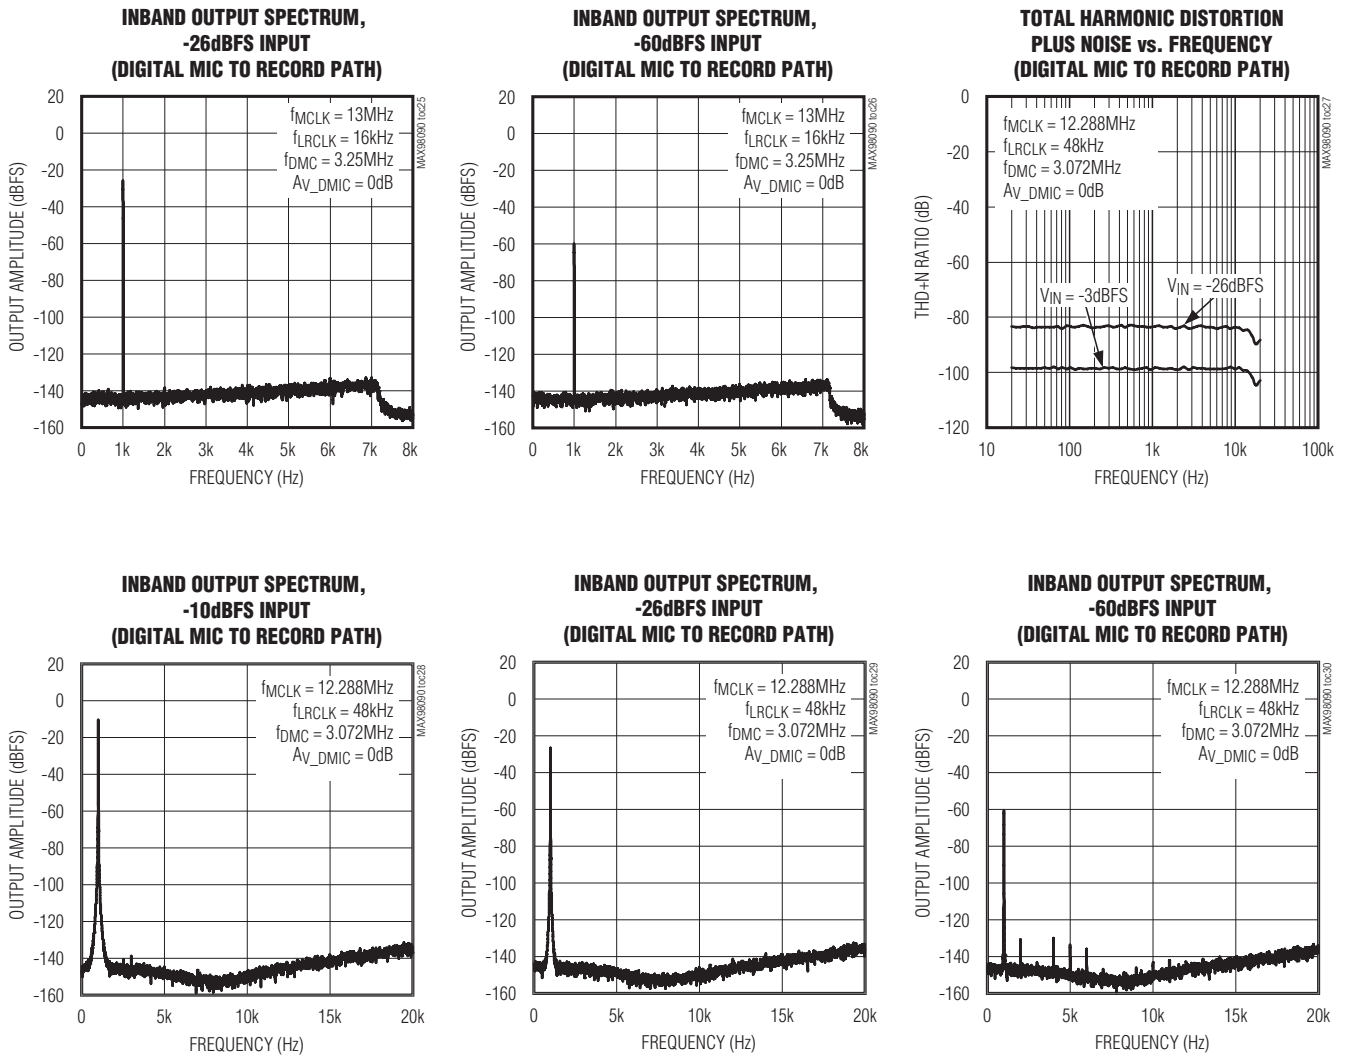 INBAND OUTPUT SPECTRUM,
-26dBFS INPUT
(DIGITAL MIC TO RECORD PATH)
fMCLK = 13MHz
fLRCLK = 16kHz
fDMC = 3.25MHz
AV_DMIC = 0dB
MAX98090 toc25
OUTPUT AMPLITUDE (dBFS)
20
0
-20
-40
-60
-80
-100
-120
-140
-160
0 1k 2k 3k 4k 5k 6k 7k 8k
FREQUENCY (Hz)
INBAND OUTPUT SPECTRUM,
-60dBFS INPUT
(DIGITAL MIC TO RECORD PATH)
fMCLK = 13MHz
fLRCLK = 16kHz
fDMC = 3.25MHz
AV_DMIC = 0dB
MAX98090 toc26
OUTPUT AMPLITUDE (dBFS)
20
0
-20
-40
-60
-80
-100
-120
-140
-160
0 1k 2k 3k 4k 5k 6k 7k 8k
FREQUENCY (Hz)
TOTAL HARMONIC DISTORTION
PLUS NOISE vs. FREQUENCY
(DIGITAL MIC TO RECORD PATH)
fMCLK = 12.288MHz
fLRCLK = 48kHz
fDMC = 3.072MHz
AV_DMIC = 0dB
MAX98090 toc27
THD+N RATIO (dB)
0
-20
-40
-60
-80
-100
-120
VIN = -3dBFS
VIN = -26dBFS
10 100 1k 10k 100k
FREQUENCY (Hz)
INBAND OUTPUT SPECTRUM,
-10dBFS INPUT
(DIGITAL MIC TO RECORD PATH)
fMCLK = 12.288MHz
fLRCLK = 48kHz
fDMC = 3.072MHz
AV_DMIC = 0dB
MAX98090 toc28
OUTPUT AMPLITUDE (dBFS)
20
0
-20
-40
-60
-80
-100
-120
-140
-160
0 5k 10k 15k 20k
FREQUENCY (Hz)
INBAND OUTPUT SPECTRUM,
-26dBFS INPUT
(DIGITAL MIC TO RECORD PATH)
fMCLK = 12.288MHz
fLRCLK = 48kHz
fDMC = 3.072MHz
AV_DMIC = 0dB
MAX98090 toc29
OUTPUT AMPLITUDE (dBFS)
20
0
-20
-40
-60
-80
-100
-120
-140
-160
0 5k 10k 15k 20k
FREQUENCY (Hz)
INBAND OUTPUT SPECTRUM,
-60dBFS INPUT
(DIGITAL MIC TO RECORD PATH)
fMCLK = 12.288MHz
fLRCLK = 48kHz
fDMC = 3.072MHz
AV_DMIC = 0dB
MAX98090 toc30
OUTPUT AMPLITUDE (dBFS)
20
0
-20
-40
-60
-80
-100
-120
-140
-160
0 5k 10k 15k 20k
FREQUENCY (Hz)